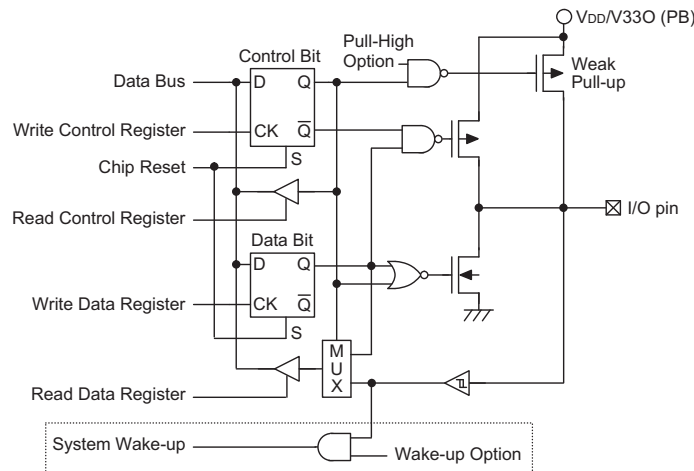 VDD/V33O (PB)
Control Bit
Pull-High
Option
Weak
Pull-up
Data Bus
D
Q
Write Control Register
CK
Q
S
Chip Reset
Read Control Register
I/O pin
Data Bit
D
Q
Write Data Register
CK
Q
S
M
U
X
Read Data Register
System Wake-up
Wake-up Option